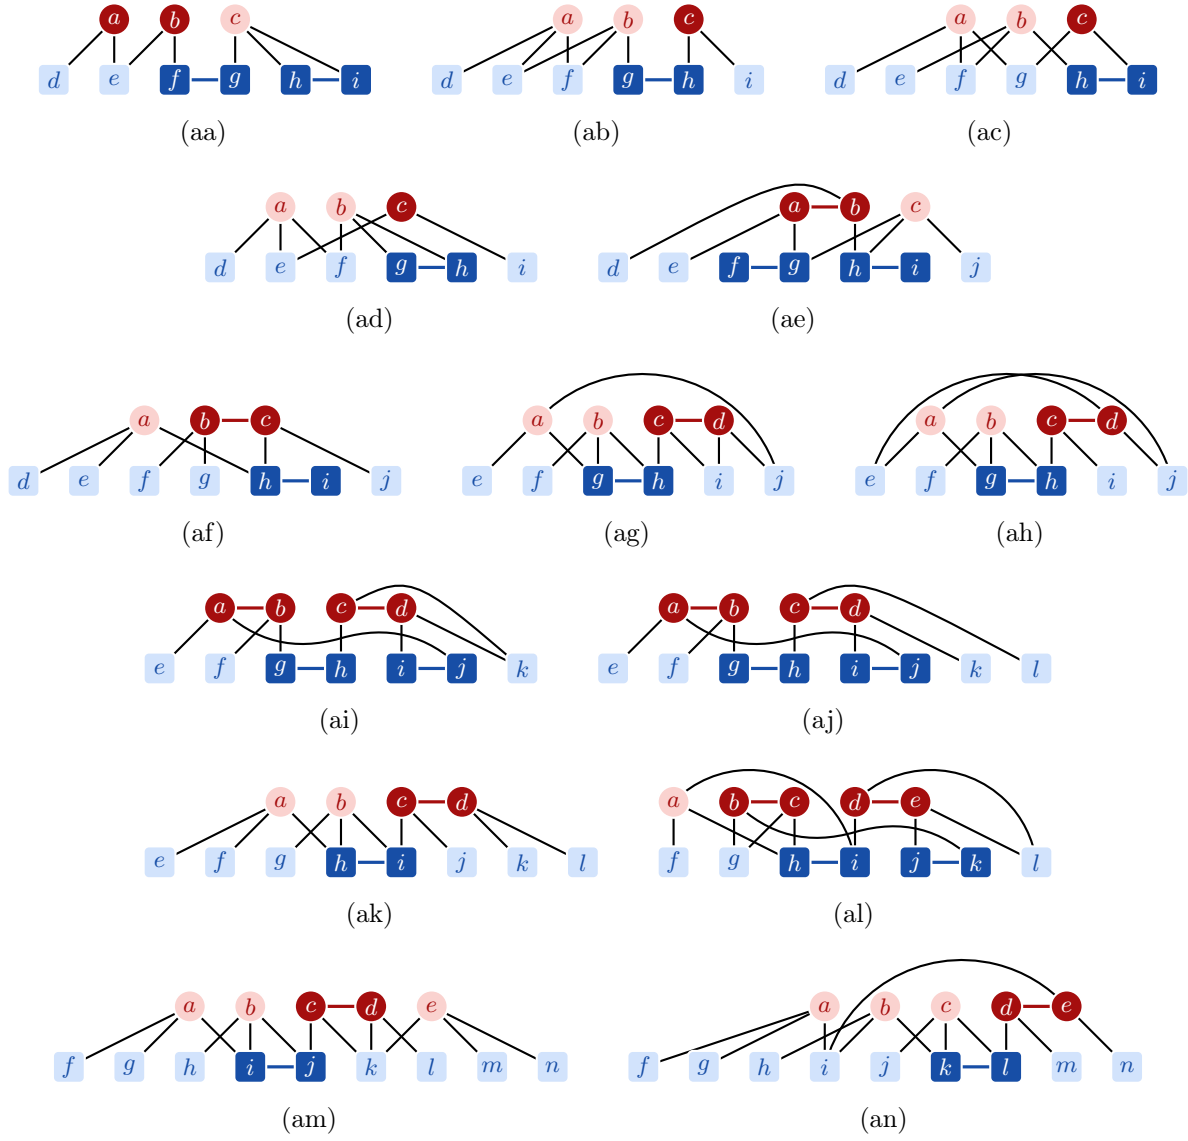 a b c
d e f g h i
(aa)
a b c
d e f g h i
(ab)
a b c
d e f g h i
(ac)
a b c
d e f g h i
(ad)
a b c
d e f g h i j
(ae)
a b c
d e f g h i j
(af)
a b c d
e f g h i j
(ag)
a b c d
e f g h i j
(ah)
a b c d
e f g h i j k
(ai)
a b c d
e f g h i j k l
(aj)
a b c d
e f g h i j k l
(ak)
a b c d e
f g h i j k l
(al)
a b c d e
f g h i j k l m n
(am)
a b c d e
f g h i j k l m n
(an)